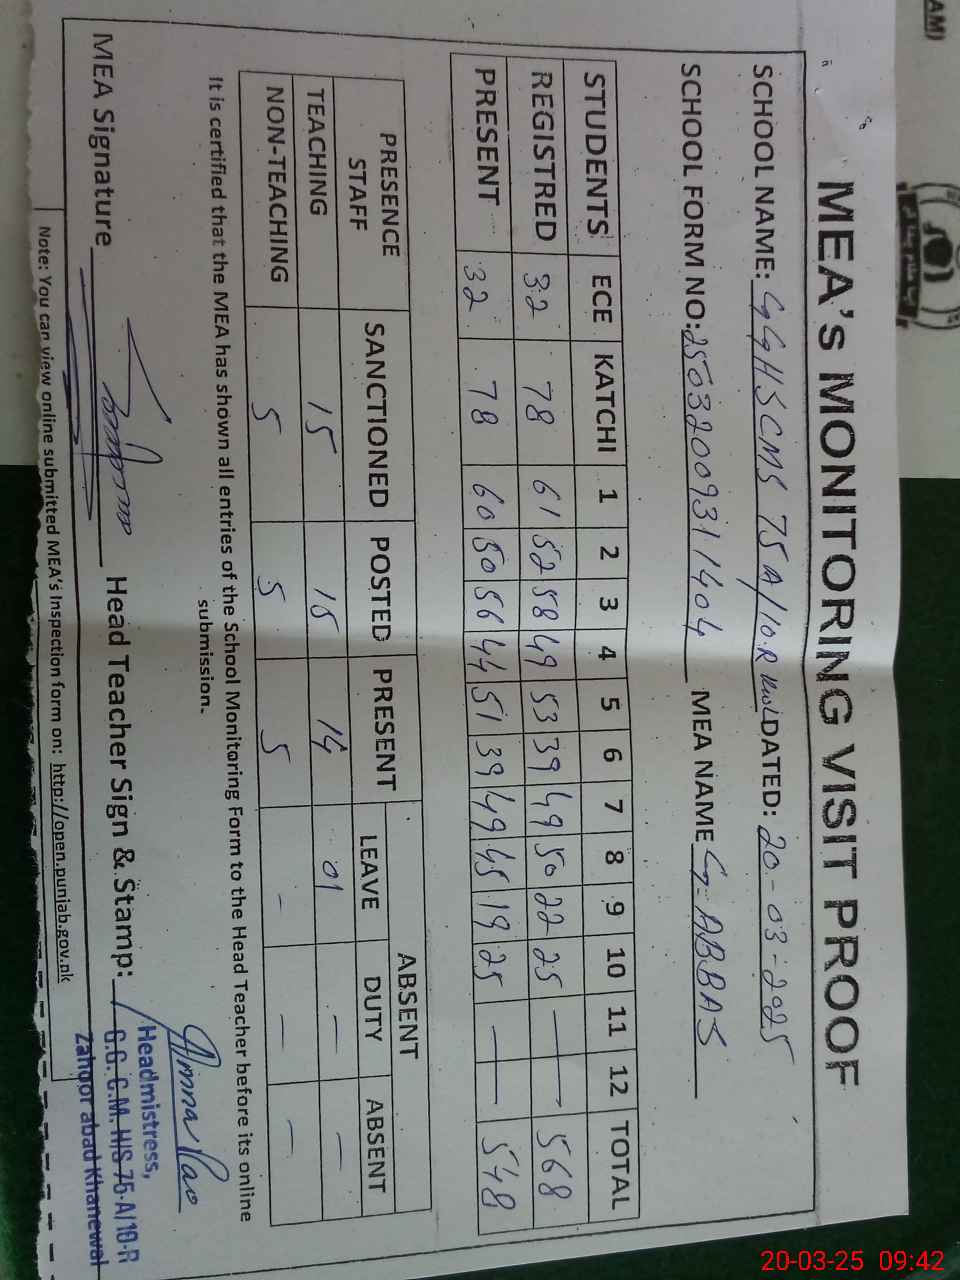 AM)
MEA's MONITORING VISIT PROOF
SCHOOL NAME: GGHSCMS 75A/10.R DATED: 20-03-2025
SCHOOL FORM NO: 25032009311404 MEA NAME G. ABBAS
STUDENTS ECE KATCHI 1 2 3 4 5 6 7 8 9 10 11 12 TOTAL
REGISTRED 32 78 61 52 58 49 53 39 49 50 22 25 — — 568
PRESENT 32 78 60 50 56 44 51 39 49 45 19 25 — — 548
PRESENCE STAFF SANCTIONED POSTED PRESENT ABSENT
LEAVE DUTY ABSENT
TEACHING 15 15 14 01 — —
NON-TEACHING 5 5 5 - — —
It is certified that the MEA has shown all entries of the School Monitoring Form to the Head Teacher before its online
submission.
MEA Signature Head Teacher Sign & Stamp:
Amna Rao
Headmistress,
G.G. C.M. H/S 75-A/10-R
Zahoor abad Khanewal
Note: You can view online submitted MEA's inspection form on: http://open.punjab.gov.pk
20-03-25 09:42